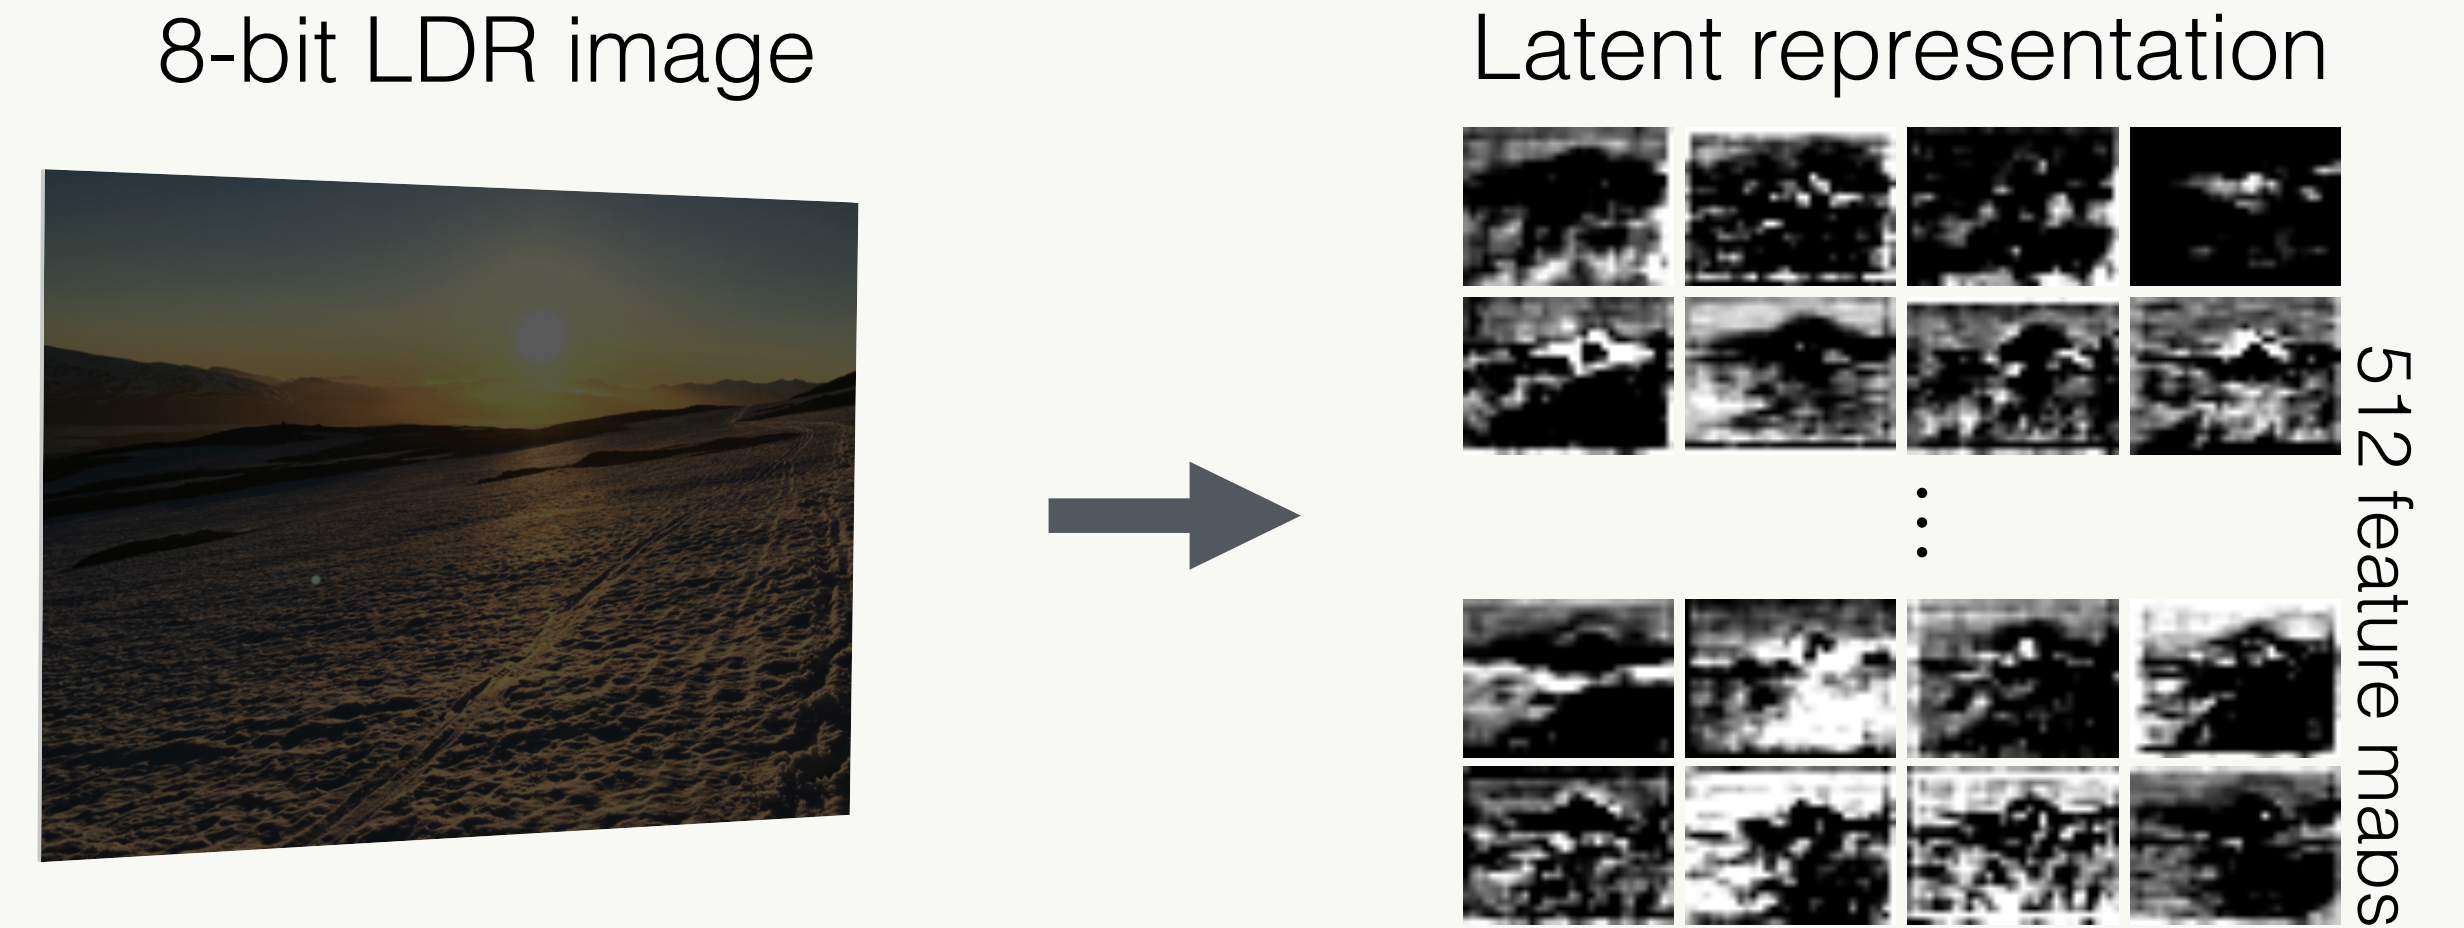 8-bit LDR image
Latent representation
512 feature maps